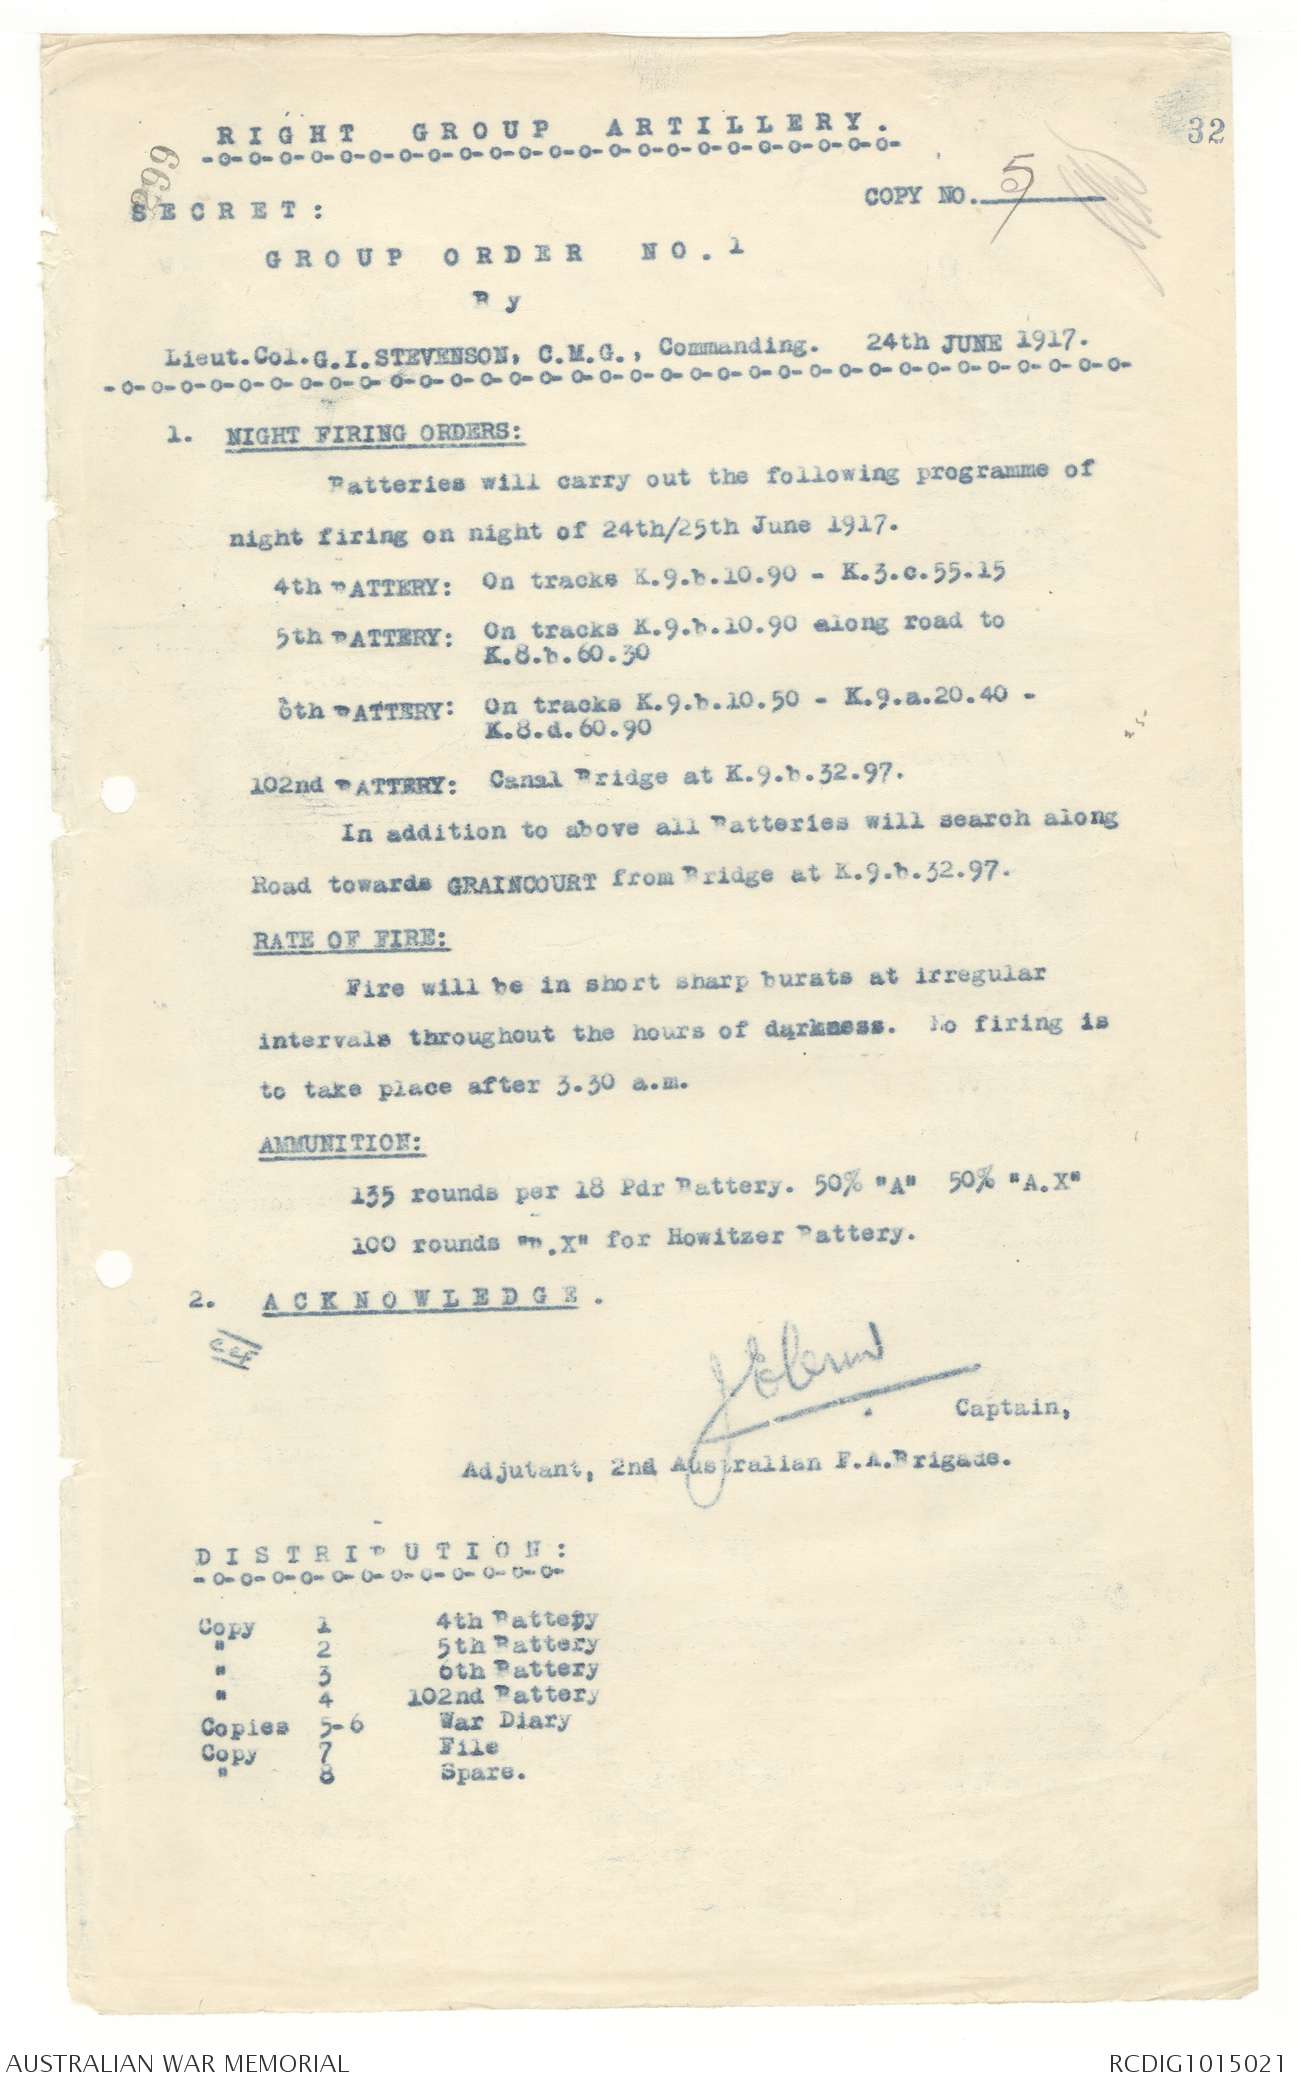 RIGHT GROUP ARTILLERY.
-o-o-o-o-o-o-o-o-o-o-o-o-o-o-o-o-o-o-o-o-o-o-o-
32
299
SECRET:
COPY NO. 5
GROUP ORDER NO.1
By
Lieut.Col.G.I.STEVENSON, C.M.G., Commanding. 24th JUNE 1917.
-o-o-o-o-o-o-o-o-o-o-o-o-o-o-o-o-o-o-o-o-o-o-o-o-o-o-o-o-o-o-o-o-o-o-
1. NIGHT FIRING ORDERS:
Batteries will carry out the following programme of
night firing on night of 24th/25th June 1917.
4th BATTERY: On tracks K.9.b.10.90 - K.3.c.55.15
5th BATTERY: On tracks K.9.b.10.90 along road to
K.8.b.60.30
6th BATTERY: On tracks K.9.b.10.50 - K.9.a.20.40 -
K.8.d.60.90
102nd BATTERY: Canal Bridge at K.9.b.32.97.
In addition to above all Batteries will search along
Road towards GRAINCOURT from Bridge at K.9.b.32.97.
RATE OF FIRE:
Fire will be in short sharp bursts at irregular
intervals throughout the hours of darkness. No firing is
to take place after 3.30 a.m.
AMMUNITION:
135 rounds per 18 Pdr Battery. 50% "A" 50% "A.X"
100 rounds "B.X" for Howitzer Battery.
2. ACKNOWLEDGE.
Captain,
Adjutant, 2nd Australian F.A.Brigade.
DISTRIBUTION:
-o-o-o-o-o-o-o-o-o-o-o-o-
Copy 1 4th Battery
" 2 5th Battery
" 3 6th Battery
" 4 102nd Battery
Copies 5-6 War Diary
Copy 7 File
" 8 Spare.
AUSTRALIAN WAR MEMORIAL
RCDIG1015021